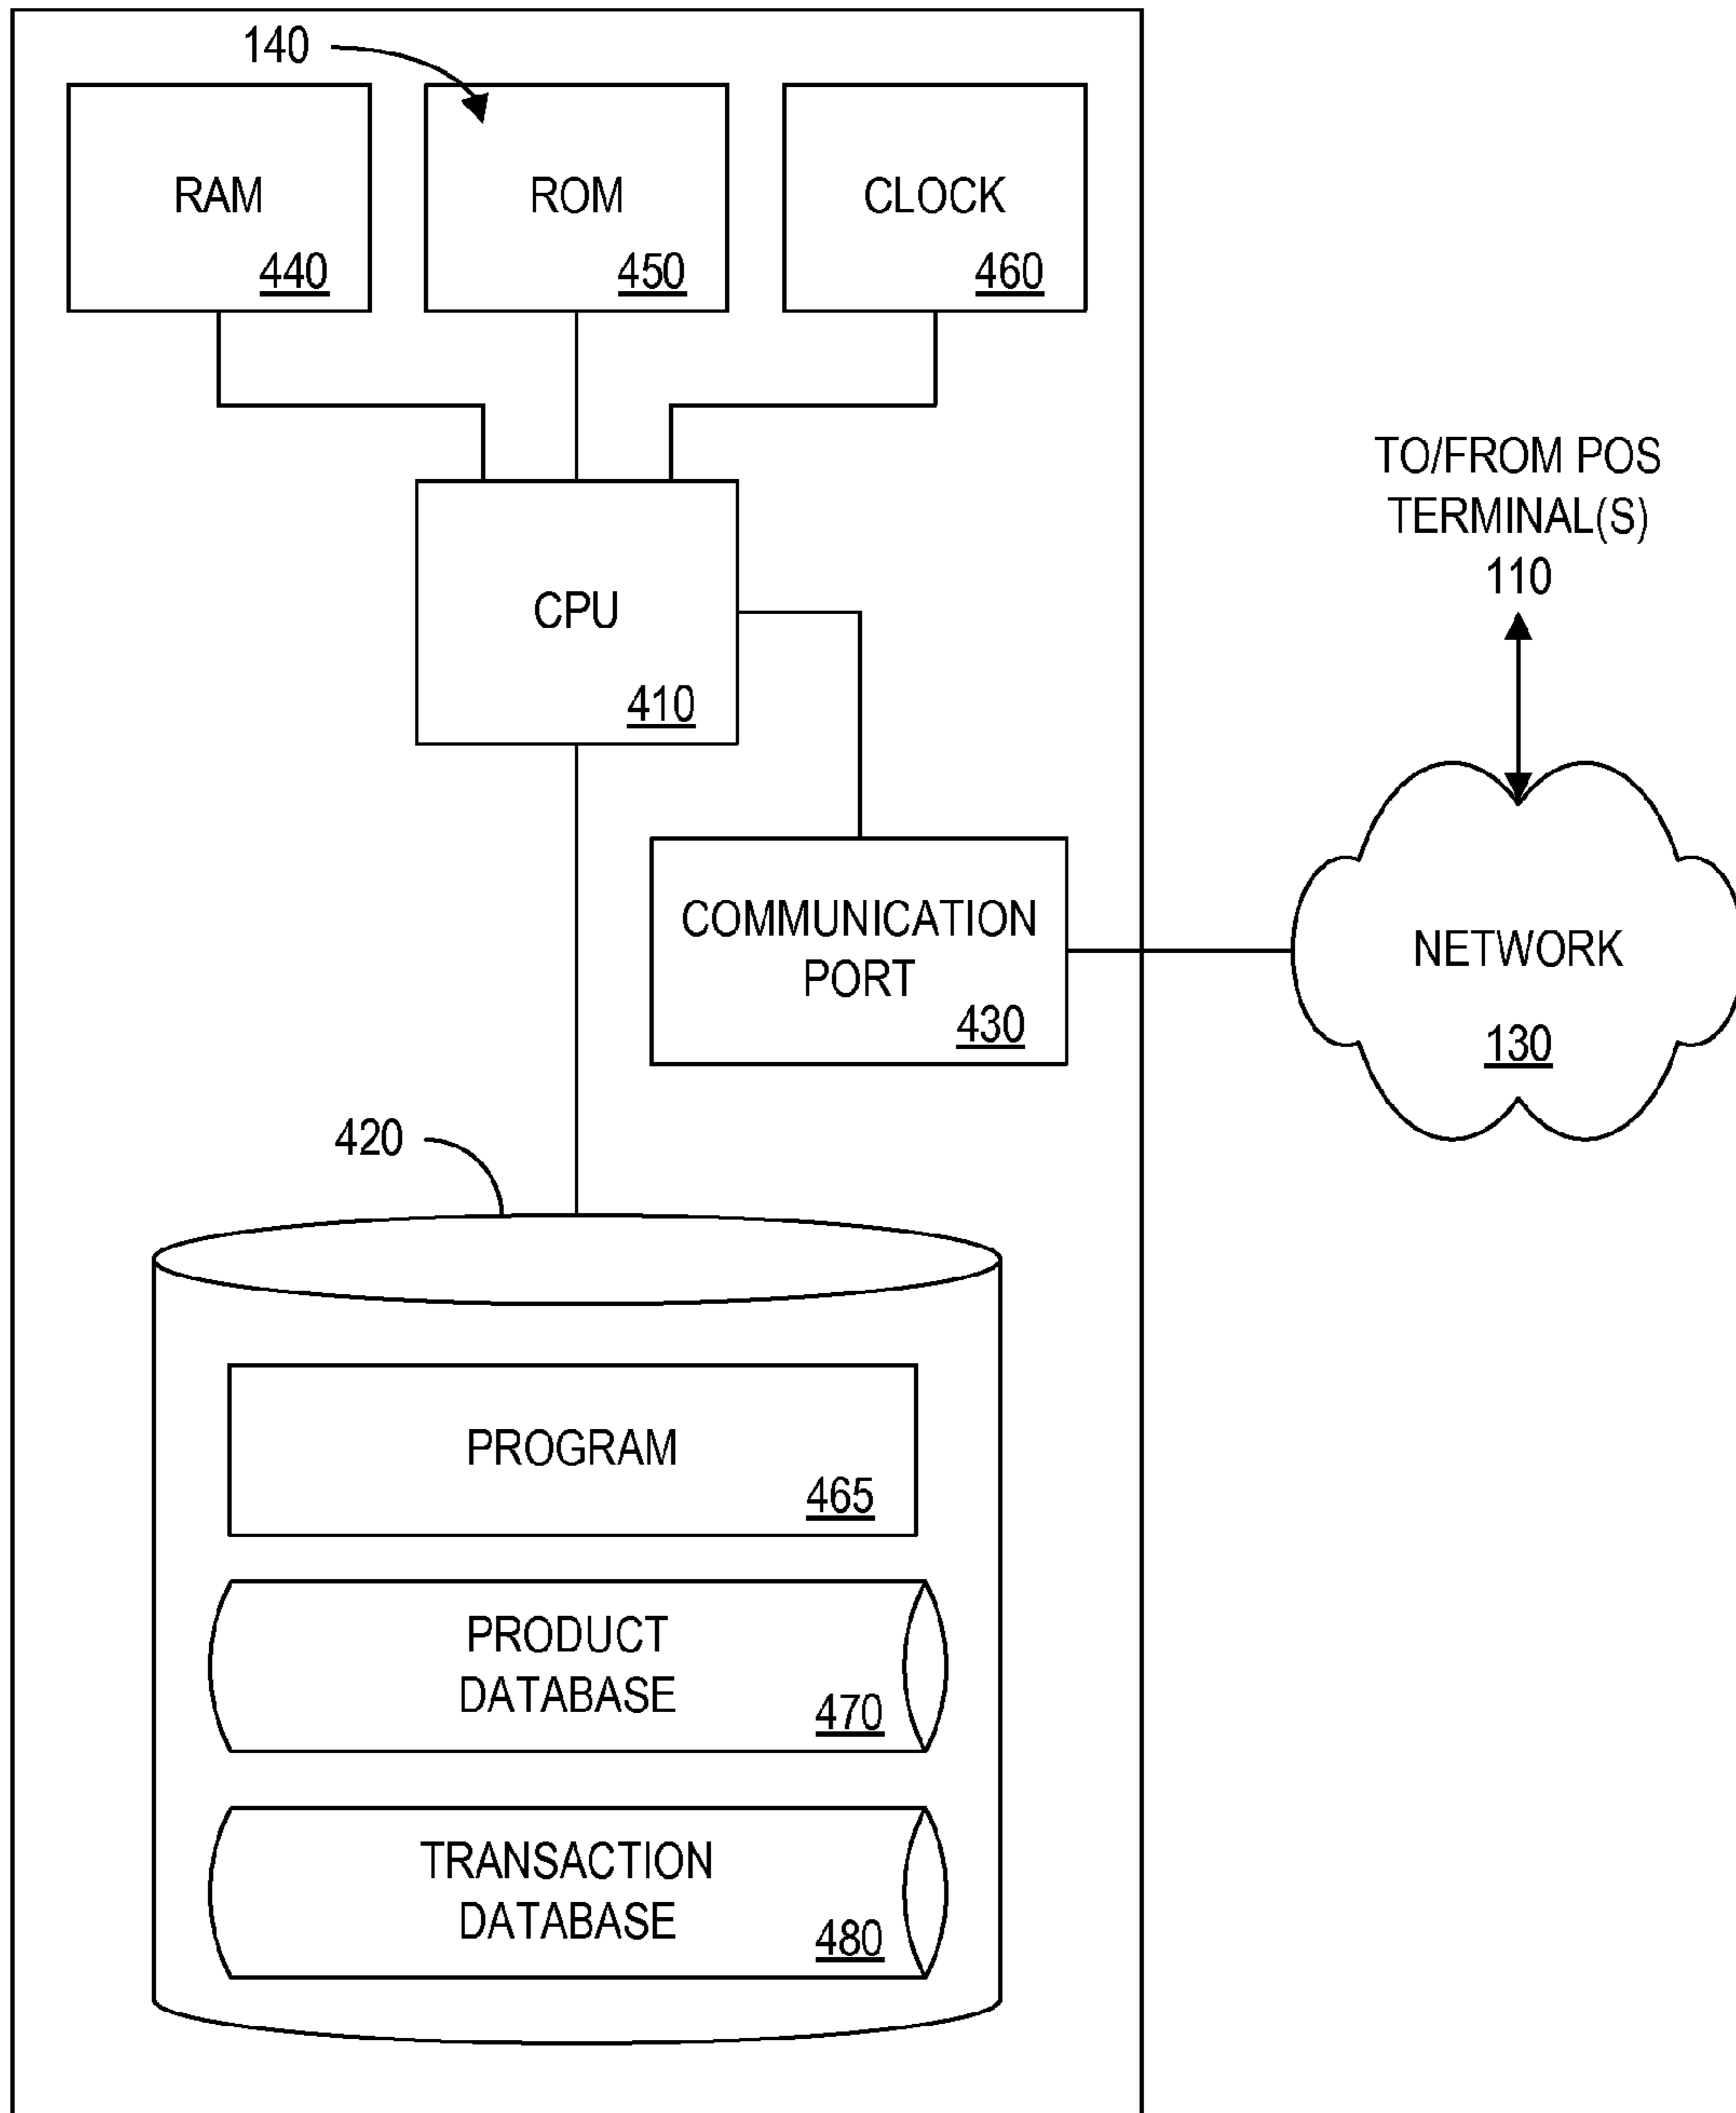 140
RAM
440
ROM
450
CLOCK
460
TO/FROM POS
TERMINAL(S)
110
CPU
410
COMMUNICATION
PORT
430
NETWORK
130
420
PROGRAM
465
PRODUCT
DATABASE
470
TRANSACTION
DATABASE
480